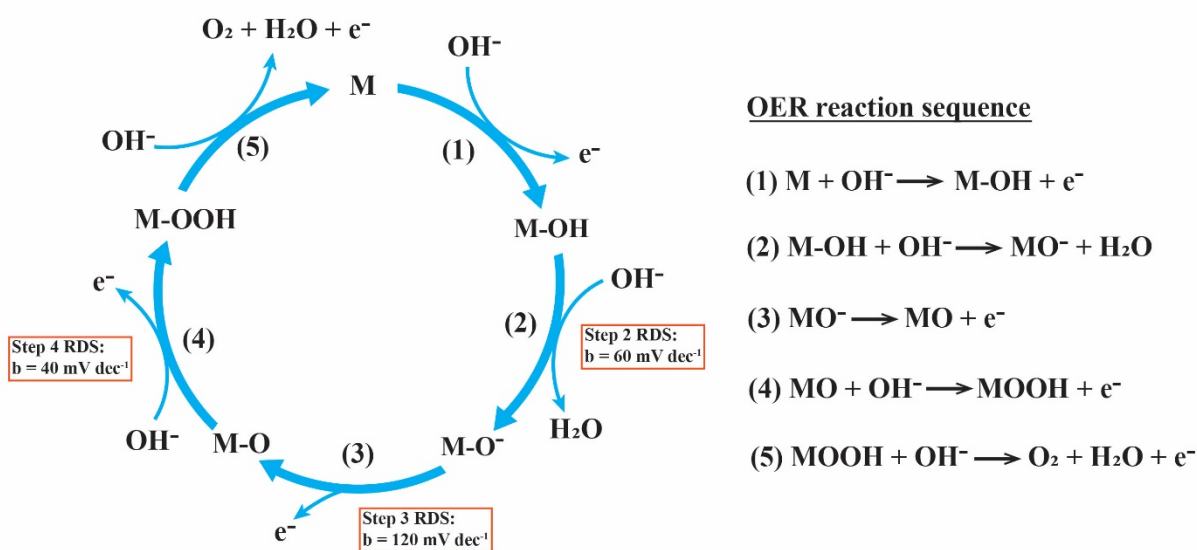 O₂ + H₂O + e⁻
OH⁻
M
OH⁻
(5)
(1)
e⁻
M-OOH
M-OH
e⁻
OH⁻
(4)
(2)
Step 4 RDS:
b = 40 mV dec⁻¹
Step 2 RDS:
b = 60 mV dec⁻¹
OH⁻
M-O
(3)
M-O⁻
H₂O
e⁻
Step 3 RDS:
b = 120 mV dec⁻¹
OER reaction sequence
(1) M + OH⁻ → M-OH + e⁻
(2) M-OH + OH⁻ → MO⁻ + H₂O
(3) MO⁻ → MO + e⁻
(4) MO + OH⁻ → MOOH + e⁻
(5) MOOH + OH⁻ → O₂ + H₂O + e⁻